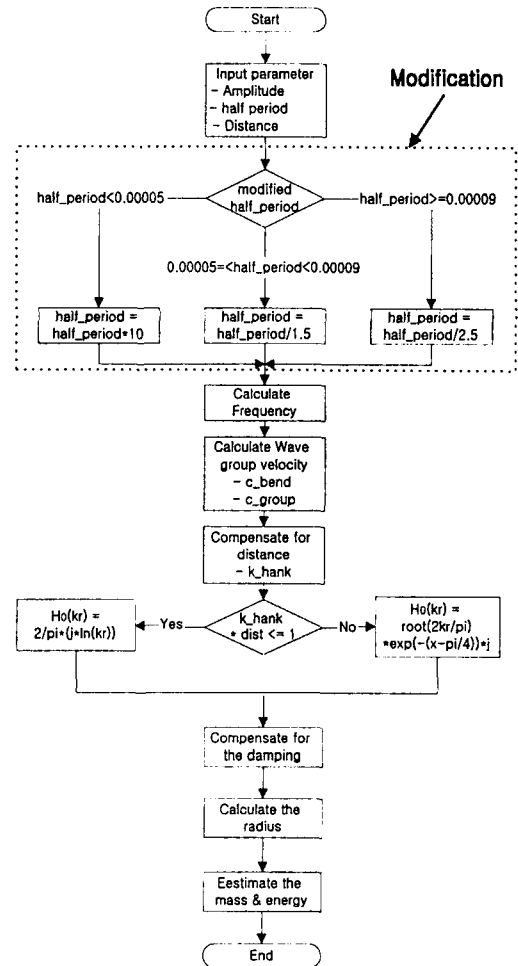 Start
Input parameter
- Amplitude
- half period
- Distance
Modification
modified
half_period
half_period<0.00005
half_period>=0.00009
0.00005=<half_period<0.00009
half_period =
half_period*10
half_period =
half_period/1.5
half_period =
half_period/2.5
Calculate
Frequency
Calculate Wave
group velocity
- c_bend
- c_group
Compensate for
distance
- k_hank
k_hank
* dist <= 1
Yes
No
Ho(kr) =
2/pi*(j*ln(kr))
Ho(kr) =
root(2kr/pi)
*exp(-(x-pi/4))*j
Compensate for
the damping
Calculate the
radius
Eestimate the
mass & energy
End